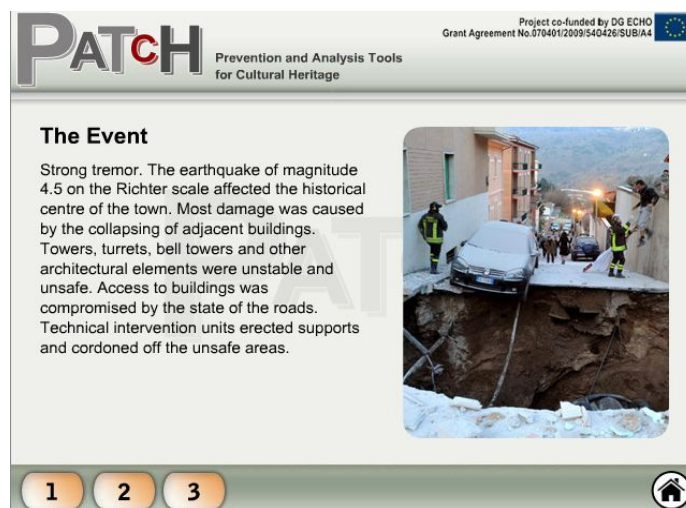 PATCH
Prevention and Analysis Tools
for Cultural Heritage
Project co-funded by DG ECHO
Grant Agreement No.070401/2009/540426/SUB/A4
The Event
Strong tremor. The earthquake of magnitude
4.5 on the Richter scale affected the historical
centre of the town. Most damage was caused
by the collapsing of adjacent buildings.
Towers, turrets, bell towers and other
architectural elements were unstable and
unsafe. Access to buildings was
compromised by the state of the roads.
Technical intervention units erected supports
and cordoned off the unsafe areas.
PATCH
1 2 3